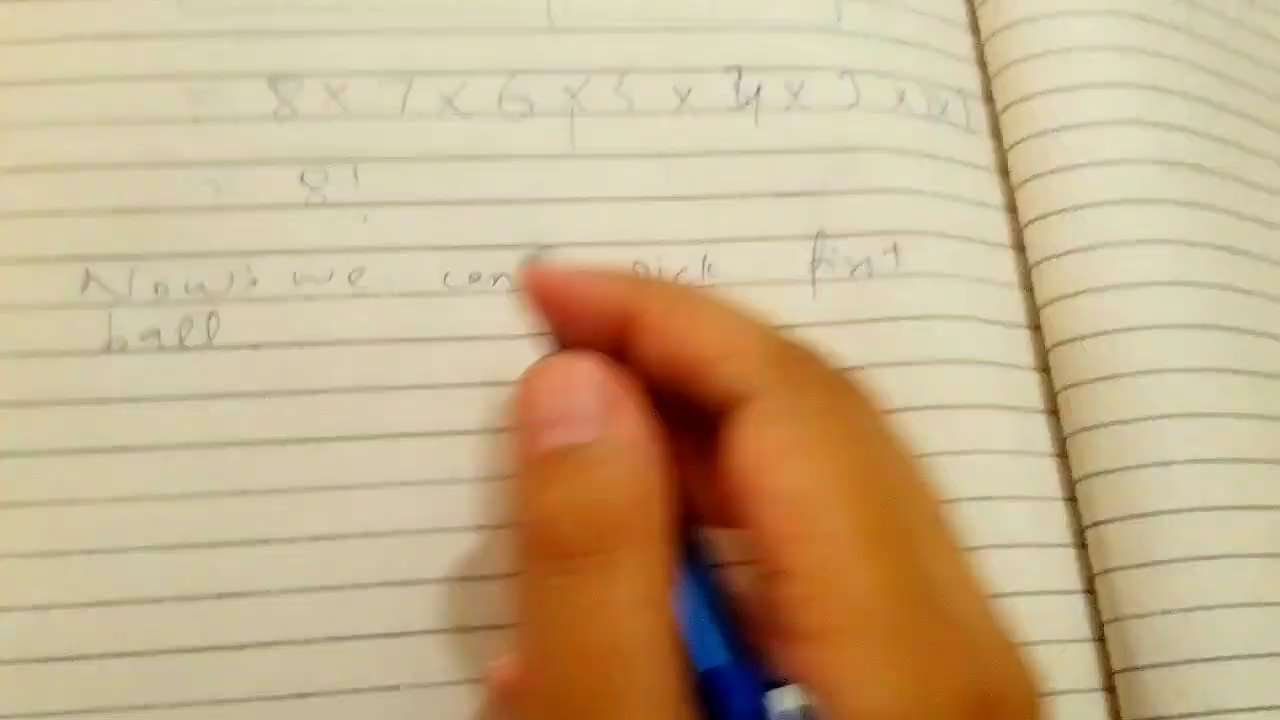 = 8 x 7 x 6 x 5 x 4 x 3 x 2 x 1
= 8!
Now, we can pick first
ball